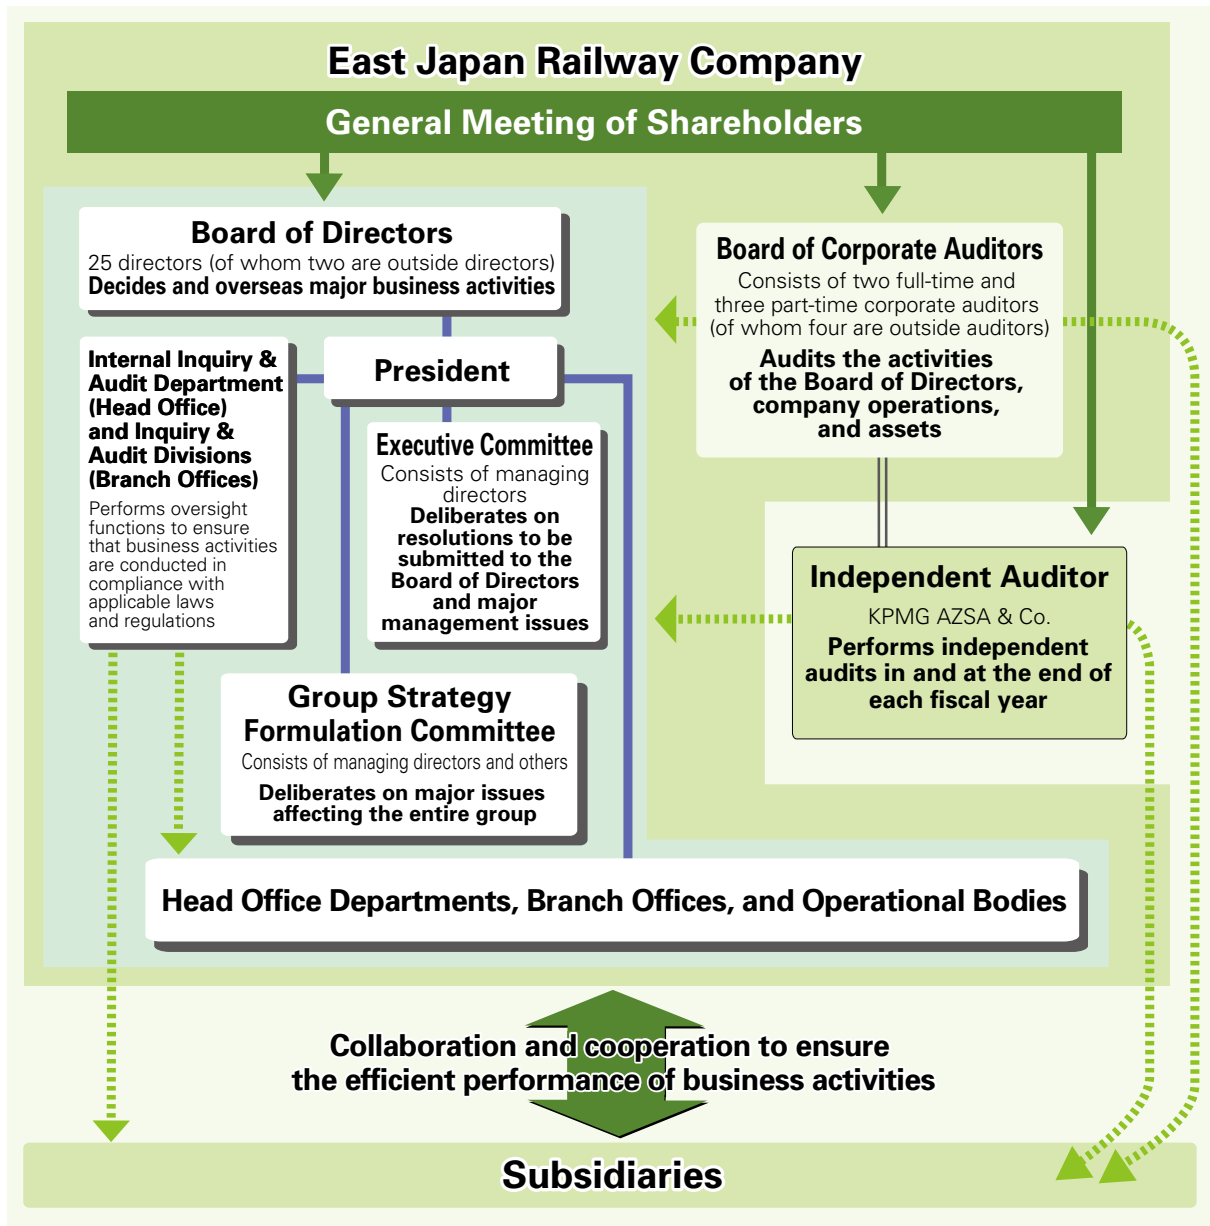 East Japan Railway Company
General Meeting of Shareholders
Board of Directors
25 directors (of whom two are outside directors)
Decides and overseas major business activities
Board of Corporate Auditors
Consists of two full-time and
three part-time corporate auditors
(of whom four are outside auditors)
Audits the activities
of the Board of Directors,
company operations,
and assets
Internal Inquiry &
Audit Department
(Head Office)
and Inquiry &
Audit Divisions
(Branch Offices)
Performs oversight
functions to ensure
that business activities
are conducted in
compliance with
applicable laws
and regulations
President
Executive Committee
Consists of managing
directors
Deliberates on
resolutions to be
submitted to the
Board of Directors
and major
management issues
Independent Auditor
KPMG AZSA & Co.
Performs independent
audits in and at the end of
each fiscal year
Group Strategy
Formulation Committee
Consists of managing directors and others
Deliberates on major issues
affecting the entire group
Head Office Departments, Branch Offices, and Operational Bodies
Collaboration and cooperation to ensure
the efficient performance of business activities
Subsidiaries